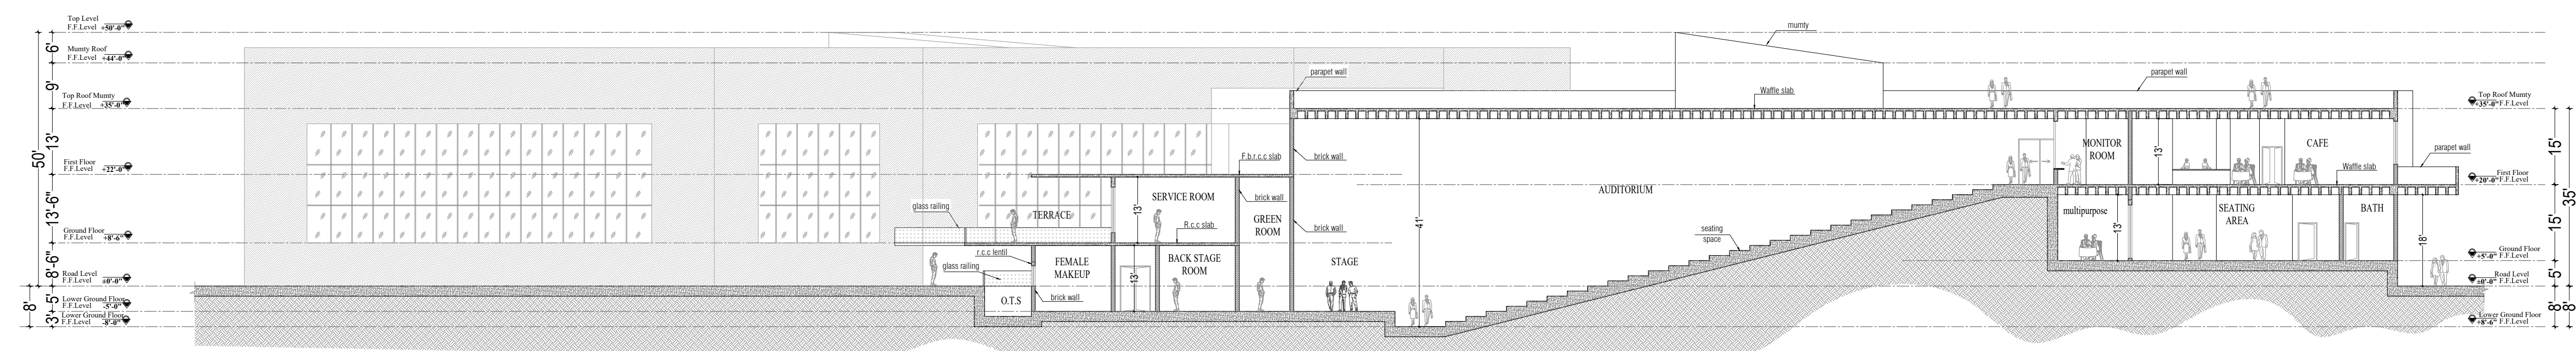 Top Level
F.F.Level +50'-0"
Mumty Roof
F.F.Level +44'-0"
Top Roof Mumty
F.F.Level +35'-0"
First Floor
F.F.Level +22'-0"
Ground Floor
F.F.Level +8'-6"
Road Level
F.F.Level ±0'-0"
Lower Ground Floor
F.F.Level -5'-0"
Lower Ground Floor
F.F.Level -8'-0"
50'
8'
6'
9'
13'
13'-6"
8'-6"
5'
3'
mumty
parapet wall
Waffle slab
parapet wall
F.b.r.c.c slab
brick wall
brick wall
brick wall
glass railing
TERRACE
SERVICE ROOM
13'
GREEN
ROOM
R.c.c slab
r.c.c lentil
glass railing
FEMALE
MAKEUP
13'
BACK STAGE
ROOM
O.T.S
brick wall
STAGE
41'
AUDITORIUM
seating
space
MONITOR
ROOM
13'
CAFE
Waffle slab
parapet wall
multipurpose
13'
SEATING
AREA
BATH
18'
Top Roof Mumty
+35'-0" F.F.Level
First Floor
+20'-0" F.F.Level
Ground Floor
+5'-0" F.F.Level
Road Level
±0'-0" F.F.Level
Lower Ground Floor
+8'-6" F.F.Level
15'
15'
5'
8'
35'
8'